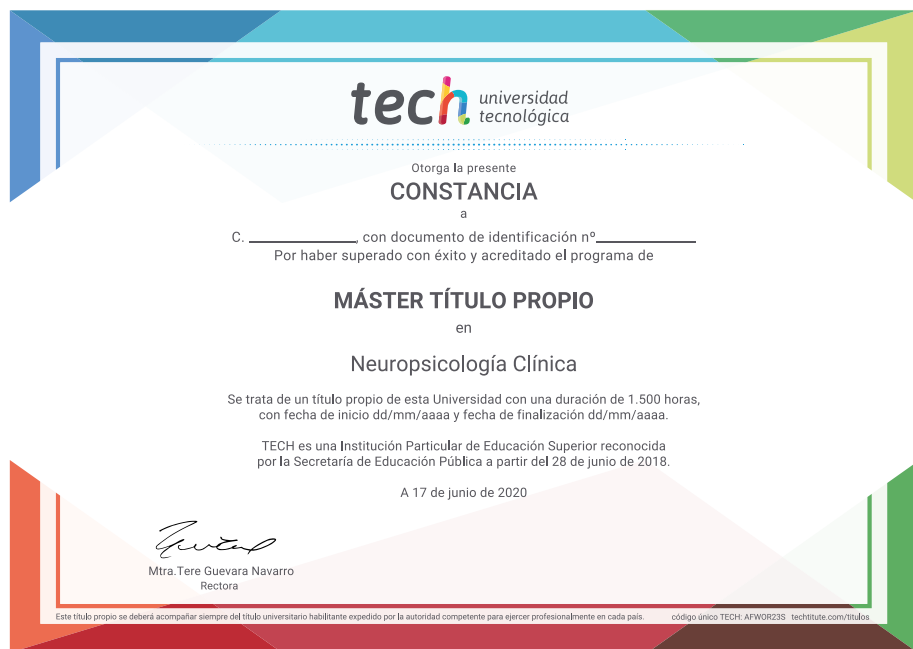 tech universidad
tecnológica
Otorga la presente
CONSTANCIA
a
C. ____________, con documento de identificación nº___________
Por haber superado con éxito y acreditado el programa de
MÁSTER TÍTULO PROPIO
en
Neuropsicología Clínica
Se trata de un título propio de esta Universidad con una duración de 1.500 horas,
con fecha de inicio dd/mm/aaaa y fecha de finalización dd/mm/aaaa.
TECH es una Institución Particular de Educación Superior reconocida
por la Secretaría de Educación Pública a partir del 28 de junio de 2018.
A 17 de junio de 2020
Mtra.Tere Guevara Navarro
Rectora
Este título propio se deberá acompañar siempre del título universitario habilitante expedido por la autoridad competente para ejercer profesionalmente en cada país. código único TECH: AFWOR23S techtitute.com/titulos